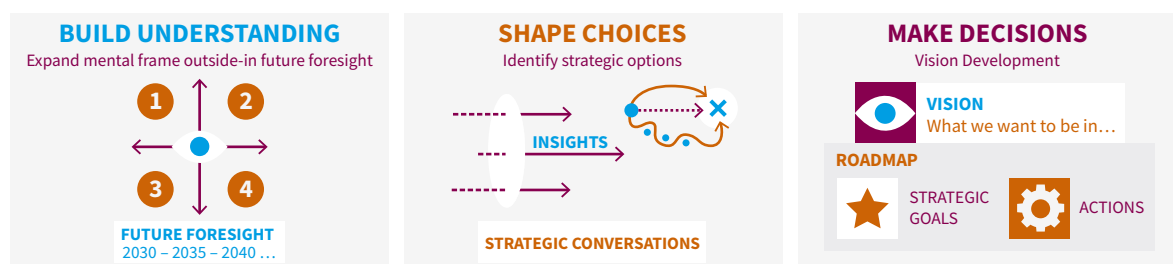 BUILD UNDERSTANDING
Expand mental frame outside-in future foresight
1
2
3
4
FUTURE FORESIGHT
2030 – 2035 – 2040 ...
SHAPE CHOICES
Identify strategic options
INSIGHTS
STRATEGIC CONVERSATIONS
MAKE DECISIONS
Vision Development
VISION
What we want to be in...
ROADMAP
STRATEGIC
GOALS
ACTIONS